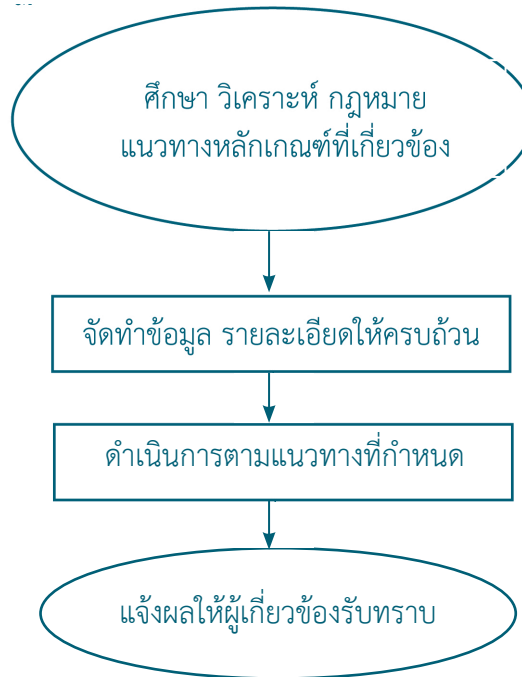 ศึกษา วิเคราะห์ กฎหมาย
แนวทางหลักเกณฑ์ที่เกี่ยวข้อง
จัดทำข้อมูล รายละเอียดให้ครบถ้วน
ดำเนินการตามแนวทางที่กำหนด
แจ้งผลให้ผู้เกี่ยวข้องรับทราบ